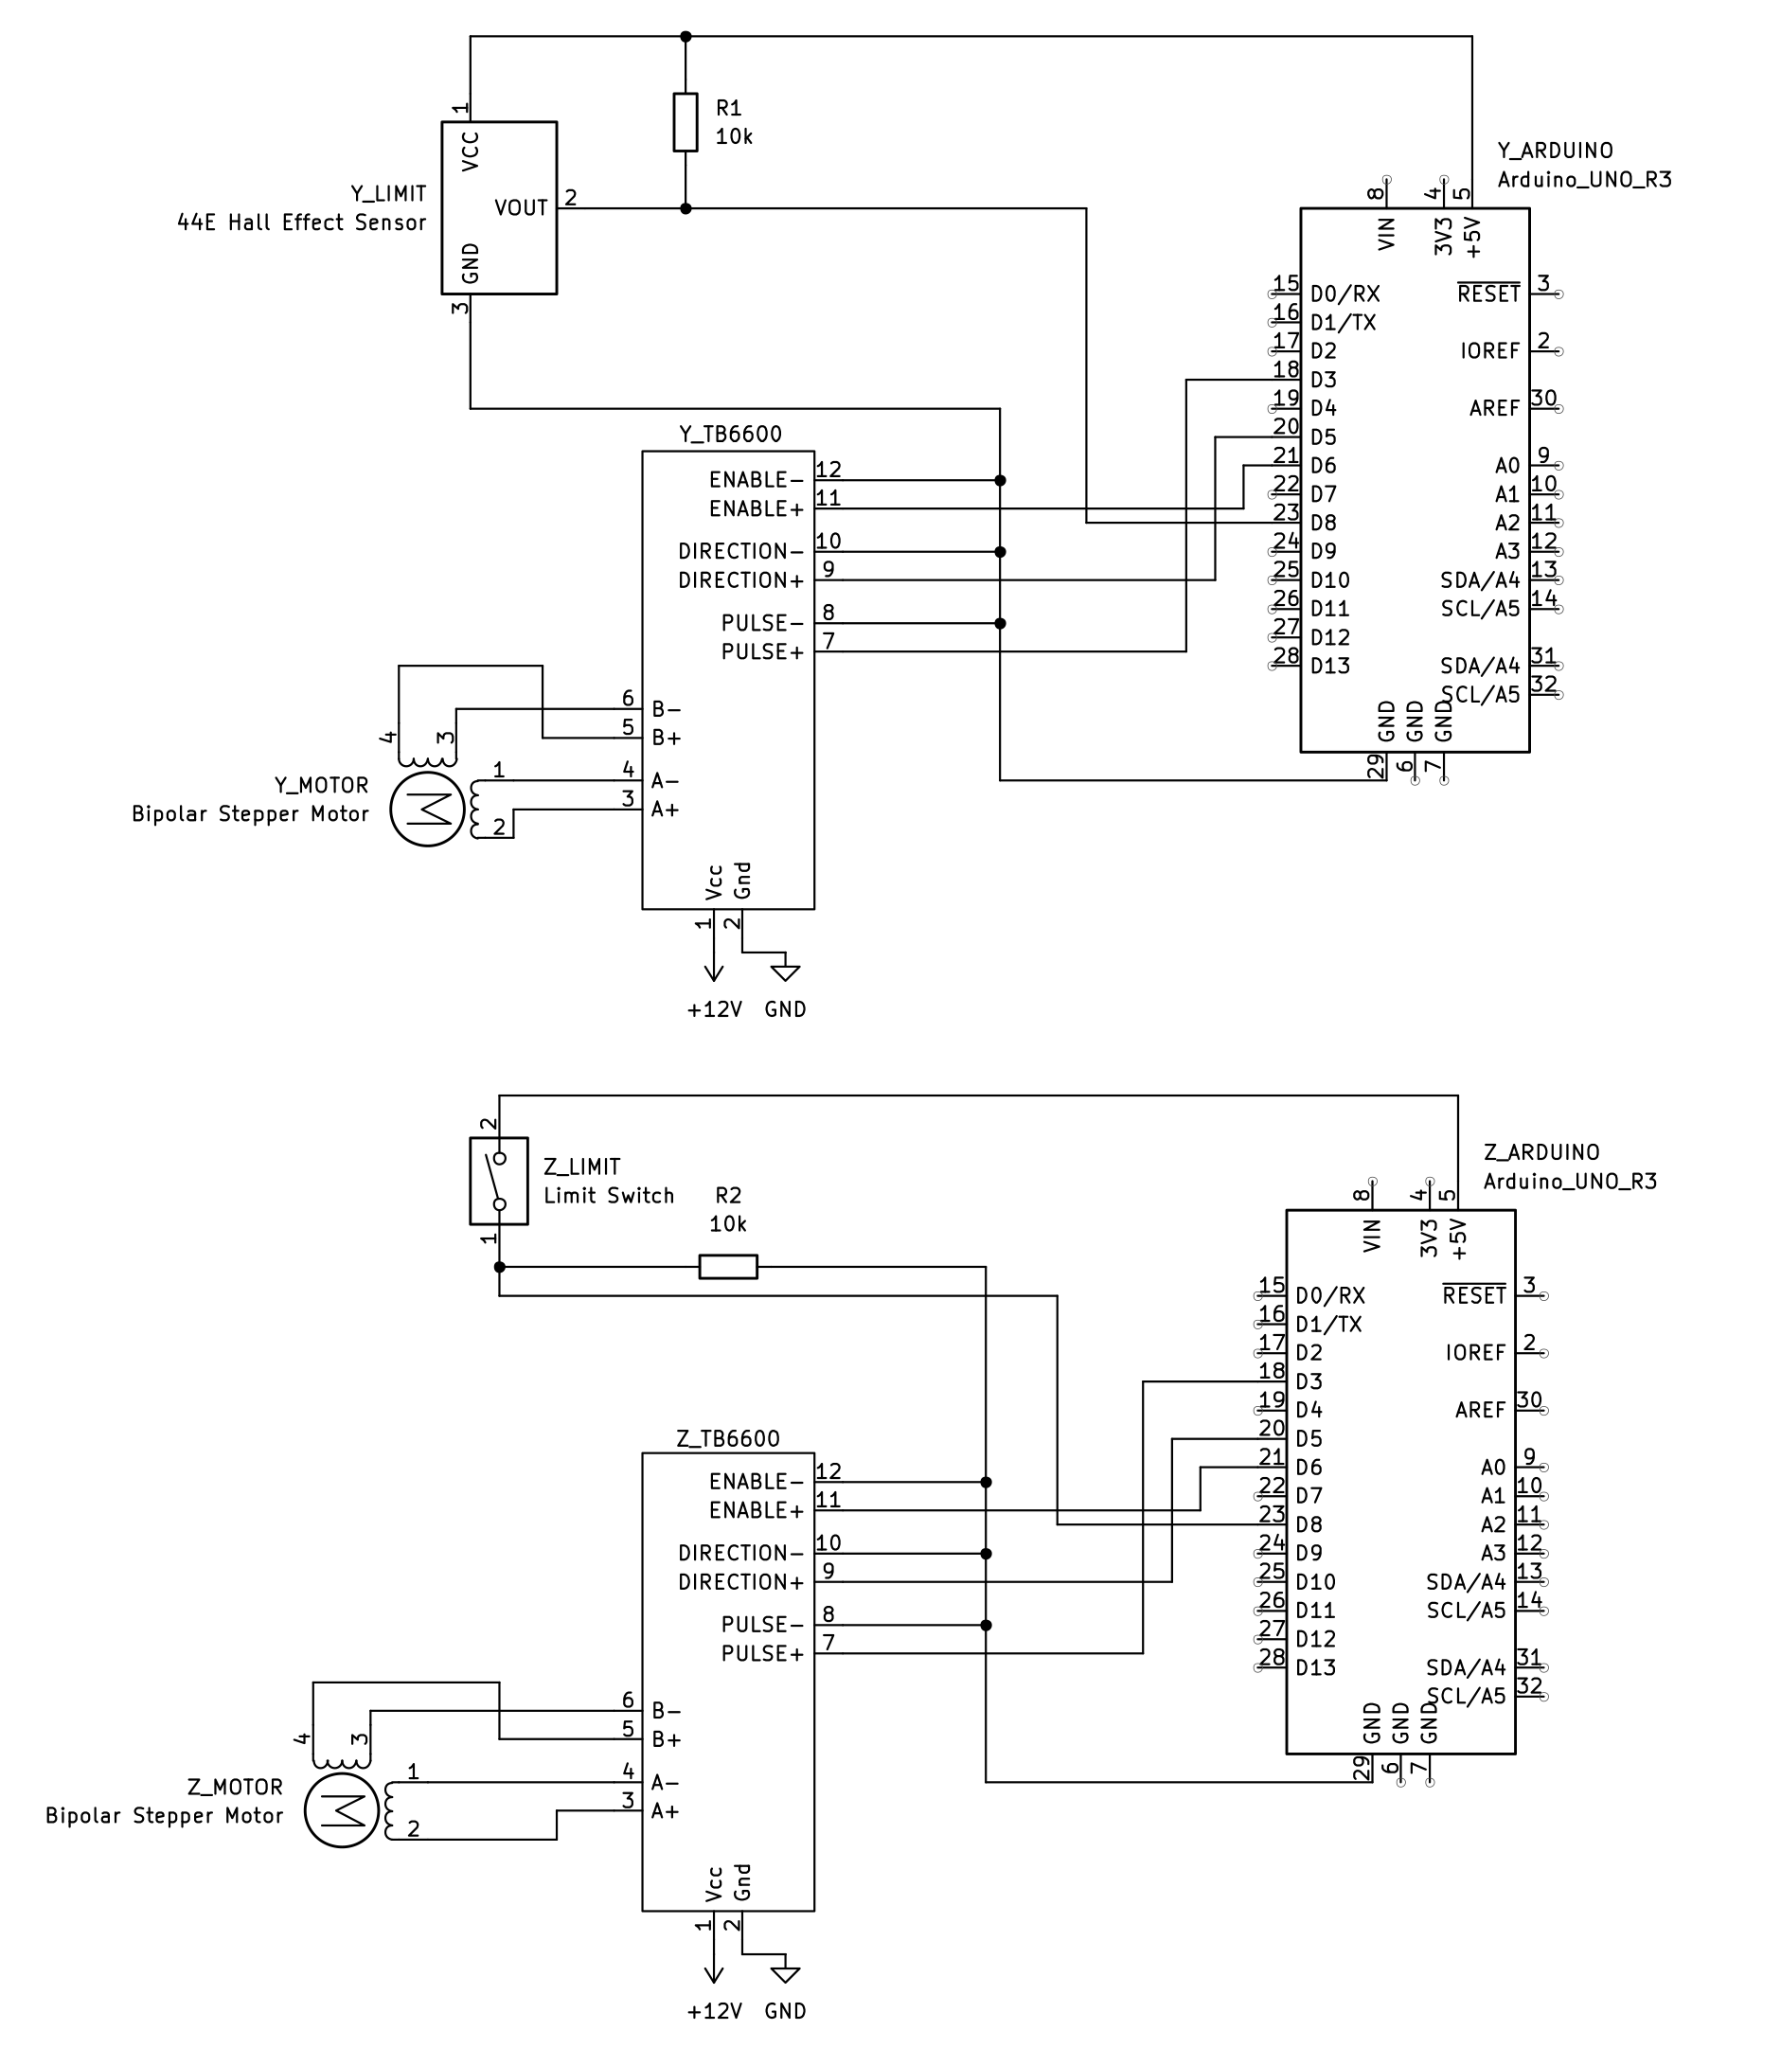 1
VCC
Y_LIMIT
44E Hall Effect Sensor
VOUT
2
GND
3
R1
10k
Y_ARDUINO
Arduino_UNO_R3
8
4
5
VIN
3V3
+5V
15 D0/RX
16 D1/TX
17 D2
18 D3
19 D4
20 D5
21 D6
22 D7
23 D8
24 D9
25 D10
26 D11
27 D12
28 D13
RESET 3
IOREF 2
AREF 30
A0 9
A1 10
A2 11
A3 12
SDA/A4 13
SCL/A5 14
SDA/A4 31
SCL/A5 32
GND
GND
GND
29
6
7
Y_TB6600
ENABLE- 12
ENABLE+ 11
DIRECTION- 10
DIRECTION+ 9
PULSE- 8
PULSE+ 7
6 B-
5 B+
4 A-
3 A+
4
3
1
2
Y_MOTOR
Bipolar Stepper Motor
M
Vcc
Gnd
1
2
+12V
GND
2
Z_LIMIT
Limit Switch
1
R2
10k
Z_ARDUINO
Arduino_UNO_R3
8
4
5
VIN
3V3
+5V
15 D0/RX
16 D1/TX
17 D2
18 D3
19 D4
20 D5
21 D6
22 D7
23 D8
24 D9
25 D10
26 D11
27 D12
28 D13
RESET 3
IOREF 2
AREF 30
A0 9
A1 10
A2 11
A3 12
SDA/A4 13
SCL/A5 14
SDA/A4 31
SCL/A5 32
GND
GND
GND
29
6
7
Z_TB6600
ENABLE- 12
ENABLE+ 11
DIRECTION- 10
DIRECTION+ 9
PULSE- 8
PULSE+ 7
6 B-
5 B+
4 A-
3 A+
4
3
1
2
Z_MOTOR
Bipolar Stepper Motor
M
Vcc
Gnd
1
2
+12V
GND